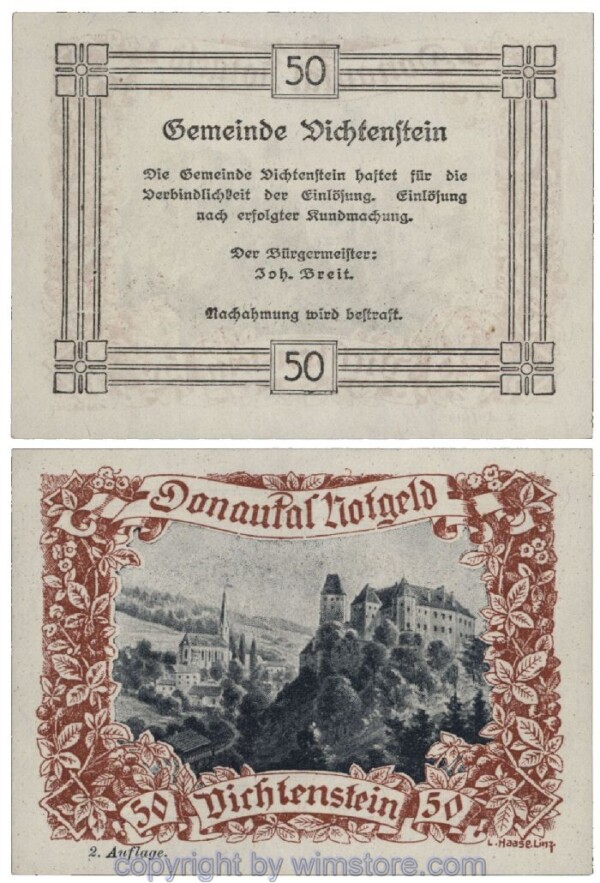 50
Gemeinde Vichtenstein
Die Gemeinde Vichtenstein haftet für die
Verbindlichkeit der Einlösung. Einlösung
nach erfolgter Kundmachung.
Der Bürgermeister:
Joh. Breit.
Nachahmung wird bestraft.
50
Donautal Notgeld
50 Vichtenstein 50
L. Haase. Linz
2. Auflage.
copyright by wimstore.com